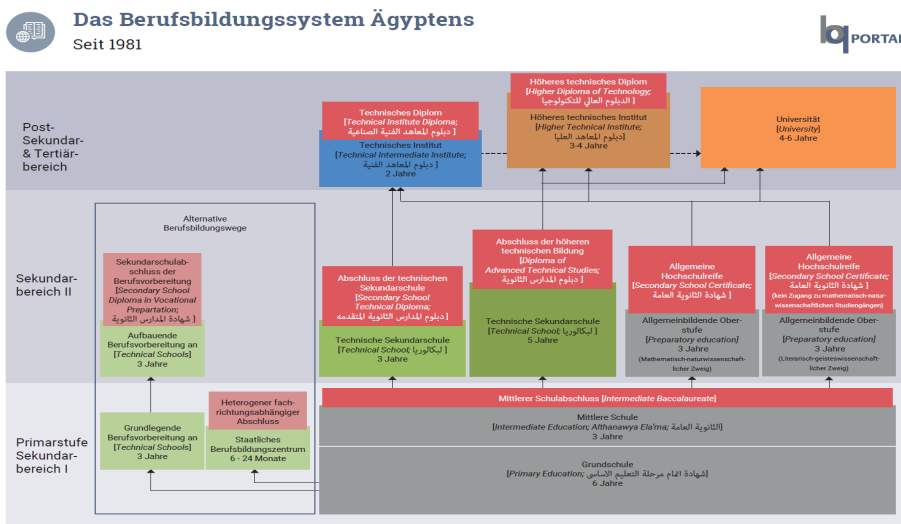 Das Berufsbildungssystem Ägyptens
Seit 1981
bq PORTAL
Post-
Sekundar-
& Tertiär-
bereich
Technisches Diplom
[Technical Institute Diploma;
دبلوم المعاهد الفنية الصناعية ]
Technisches Institut
[Technical Intermediate Institute;
دبلوم المعاهد الفنية ]
2 Jahre
Höheres technisches Diplom
[Higher Diploma of Technology;
الدبلوم العالي للتكنولوجيا ]
Höheres technisches Institut
[Higher Technical Institute;
دبلوم المعاهد العليا ]
3-4 Jahre
Universität
[University]
4-6 Jahre
Sekundar-
bereich II
Alternative
Berufsbildungswege
Sekundarschulab-
schluss der
Berufsvorbereitung
[Secondary School
Diploma in Vocational
Prepartation;
شهادة المدارس الثانوية ]
Aufbauende
Berufsvorbereitung an
[Technical Schools]
3 Jahre
Abschluss der technischen
Sekundarschule
[Secondary School
Technical Diploma;
دبلوم المدارس الثانوية المتقدمه ]
Technische Sekundarschule
[Technical School; لبكالوريا ]
3 Jahre
Abschluss der höheren
technischen Bildung
[Diploma of
Advanced Technical Studies;
دبلوم المدارس الثانوية ]
Technische Sekundarschule
[Technical School; لبكالوريا ]
5 Jahre
Allgemeine
Hochschulreife
[Secondary School Certificate;
شهادة الثانوية العامة ]
Allgemeinbildende Ober-
stufe
[Preparatory education]
3 Jahre
(Mathematisch-naturwissenschaft-
licher Zweig)
Allgemeine
Hochschulreife
[Secondary School Certificate;
شهادة الثانوية العامة ]
(kein Zugang zu mathematisch-natur-
wissenschaftlichen Studengängen)
Allgemeinbildende Ober-
stufe
[Preparatory education]
3 Jahre
(Literarisch-geisteswissenschaft-
licher Zweig)
Primarstufe
Sekundar-
bereich I
Grundlegende
Berufsvorbereitung an
[Technical Schools]
3 Jahre
Heterogener fach-
richtungsabhängiger
Abschluss
Staatliches
Berufsbildungszentrum
6 - 24 Monate
Mittlerer Schulabschluss [Intermediate Baccalaureate]
Mittlere Schule
[Intermediate Education; Althanawya Ela'ma; الثانوية العامة]
3 Jahre
Grundschule
[Primary Education; شهادة اتمام مرحلة التعليم الاساسى]
6 Jahre